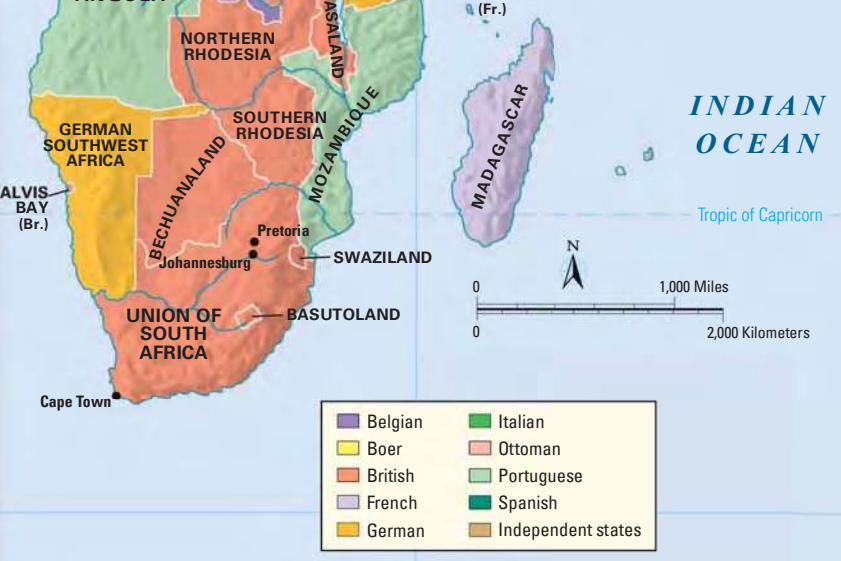 (Fr.)
NORTHERN
RHODESIA
ASALAND
INDIAN
OCEAN
GERMAN
SOUTHWEST
AFRICA
SOUTHERN
RHODESIA
MOZAMBIQUE
MADAGASCAR
BECHUANALAND
ALVIS
BAY
(Br.)
Tropic of Capricorn
Pretoria
Johannesburg
SWAZILAND
N
0 1,000 Miles
0 2,000 Kilometers
UNION OF
SOUTH
AFRICA
BASUTOLAND
Cape Town
Belgian
Boer
British
French
German
Italian
Ottoman
Portuguese
Spanish
Independent states